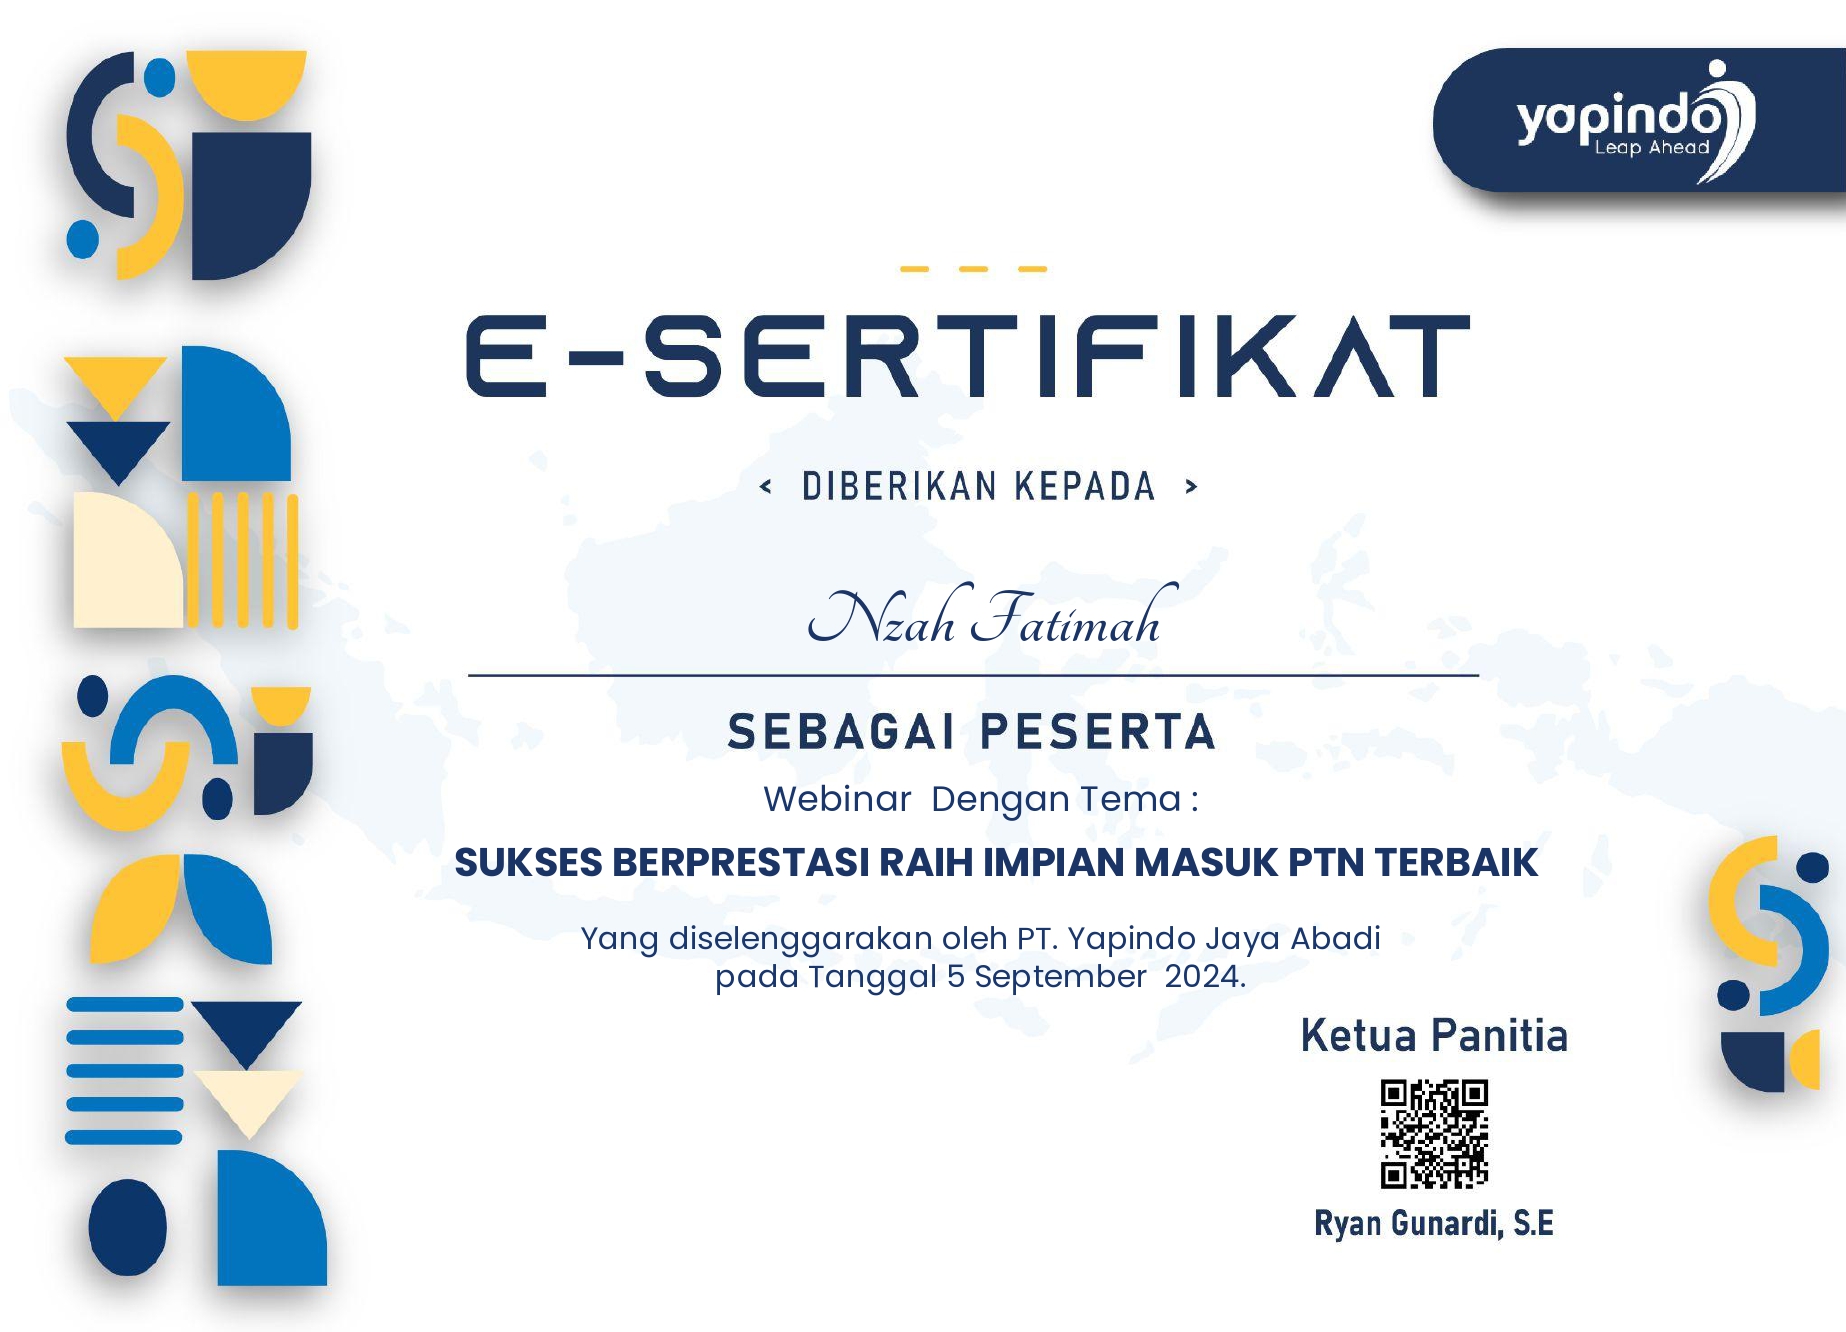 yapindo
Leap Ahead
E-SERTIFIKAT
< DIBERIKAN KEPADA >
Nzah Fatimah
SEBAGAI PESERTA
Webinar Dengan Tema :
SUKSES BERPRESTASI RAIH IMPIAN MASUK PTN TERBAIK
Yang diselenggarakan oleh PT. Yapindo Jaya Abadi
pada Tanggal 5 September 2024.
Ketua Panitia
Ryan Gunardi, S.E